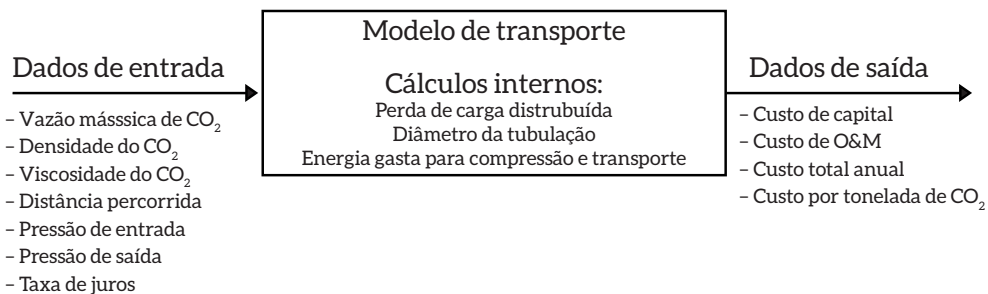 Dados de entrada
– Vazão másssica de CO₂
– Densidade do CO₂
– Viscosidade do CO₂
– Distância percorrida
– Pressão de entrada
– Pressão de saída
– Taxa de juros
Modelo de transporte
Cálculos internos:
Perda de carga distrubuída
Diâmetro da tubulação
Energia gasta para compressão e transporte
Dados de saída
– Custo de capital
– Custo de O&M
– Custo total anual
– Custo por tonelada de CO₂